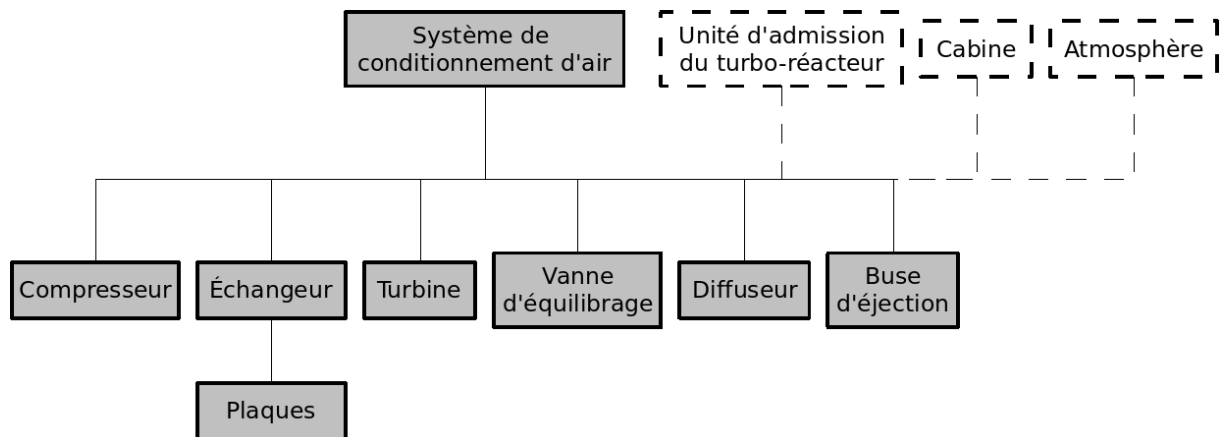 Système de
conditionnement d'air
Unité d'admission
du turbo-réacteur
Cabine
Atmosphère
Compresseur
Échangeur
Turbine
Vanne
d'équilibrage
Diffuseur
Buse
d'éjection
Plaques